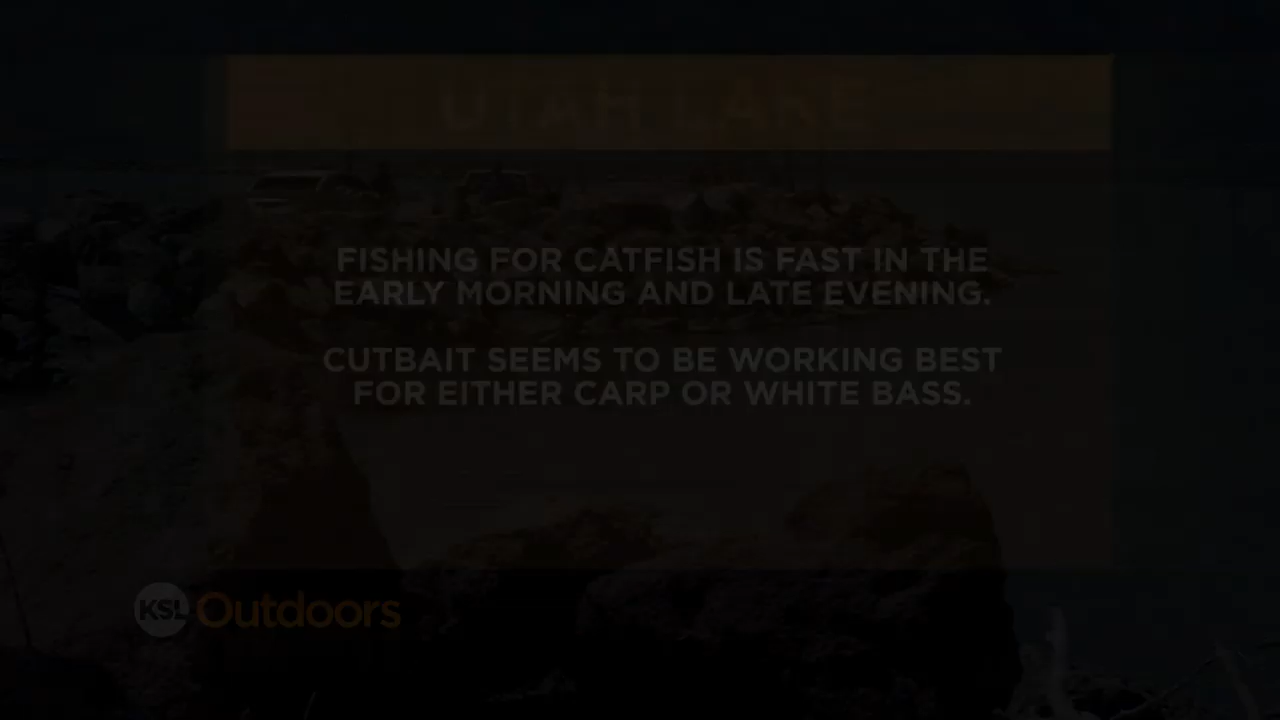 UTAH LAKE
FISHING FOR CATFISH IS FAST IN THE
EARLY MORNING AND LATE EVENING.
CUTBAIT SEEMS TO BE WORKING BEST
FOR EITHER CARP OR WHITE BASS.
KSL Outdoors